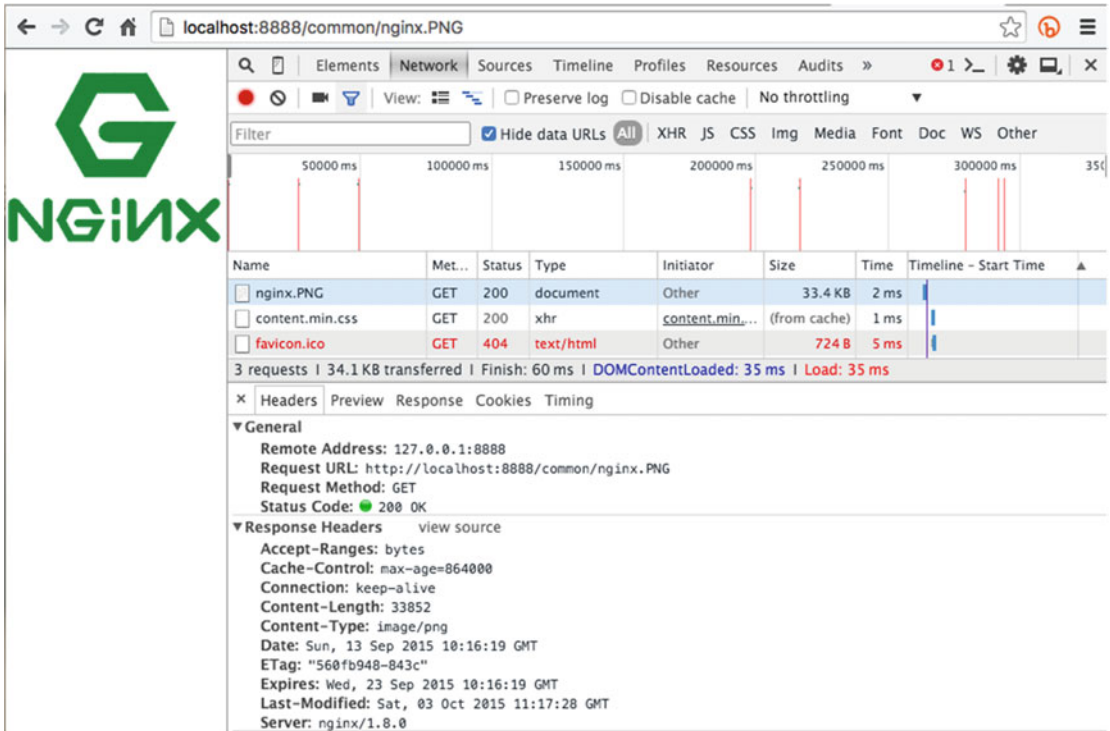 localhost:8888/common/nginx.PNG
NGiNX
Elements Network Sources Timeline Profiles Resources Audits » 1
View: Preserve log Disable cache No throttling
Filter Hide data URLs All XHR JS CSS Img Media Font Doc WS Other
50000 ms 100000 ms 150000 ms 200000 ms 250000 ms 300000 ms 350
Name Met... Status Type Initiator Size Time Timeline – Start Time
nginx.PNG GET 200 document Other 33.4 KB 2 ms
content.min.css GET 200 xhr content.min.... (from cache) 1 ms
favicon.ico GET 404 text/html Other 724 B 5 ms
3 requests | 34.1 KB transferred | Finish: 60 ms | DOMContentLoaded: 35 ms | Load: 35 ms
× Headers Preview Response Cookies Timing
▼General
Remote Address: 127.0.0.1:8888
Request URL: http://localhost:8888/common/nginx.PNG
Request Method: GET
Status Code: 200 OK
▼Response Headers view source
Accept-Ranges: bytes
Cache-Control: max-age=864000
Connection: keep-alive
Content-Length: 33852
Content-Type: image/png
Date: Sun, 13 Sep 2015 10:16:19 GMT
ETag: "560fb948-843c"
Expires: Wed, 23 Sep 2015 10:16:19 GMT
Last-Modified: Sat, 03 Oct 2015 11:17:28 GMT
Server: nginx/1.8.0